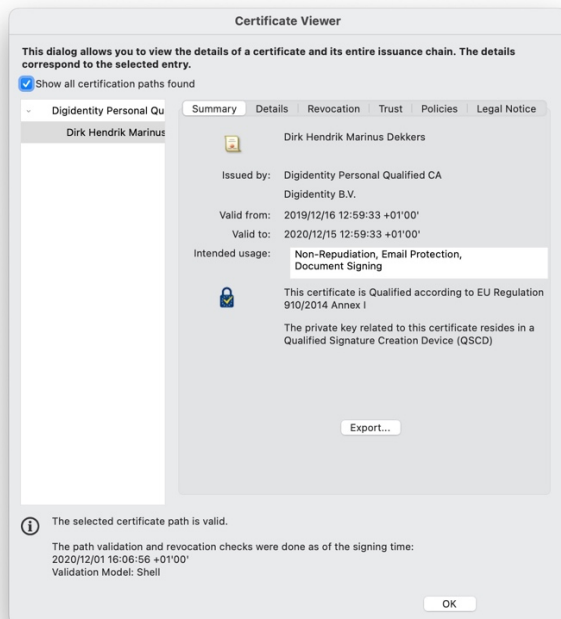 Certificate Viewer
This dialog allows you to view the details of a certificate and its entire issuance chain. The details
correspond to the selected entry.
Show all certification paths found
Digidentity Personal Qu
Dirk Hendrik Marinus
Summary Details Revocation Trust Policies Legal Notice
Dirk Hendrik Marinus Dekkers
Issued by: Digidentity Personal Qualified CA
Digidentity B.V.
Valid from: 2019/12/16 12:59:33 +01'00'
Valid to: 2020/12/15 12:59:33 +01'00'
Intended usage: Non-Repudiation, Email Protection,
Document Signing
This certificate is Qualified according to EU Regulation
910/2014 Annex I
The private key related to this certificate resides in a
Qualified Signature Creation Device (QSCD)
Export...
The selected certificate path is valid.
The path validation and revocation checks were done as of the signing time:
2020/12/01 16:06:56 +01'00'
Validation Model: Shell
OK